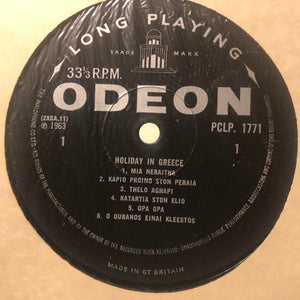 LONG PLAYING
TRADE MARK
33⅓ R.P.M.
ODEON
(2XGA.11)
℗ 1963
PCLP. 1771
1
1
HOLIDAY IN GREECE
1. MIA NERAITHA
2. KAPIO PROINO STON PERAIA
3. THELO AGHAPI
4. KATARTIA STON ELIO
5. OPA OPA
6. O OURANOS EINAI KLEESTOS
MADE IN GT BRITAIN